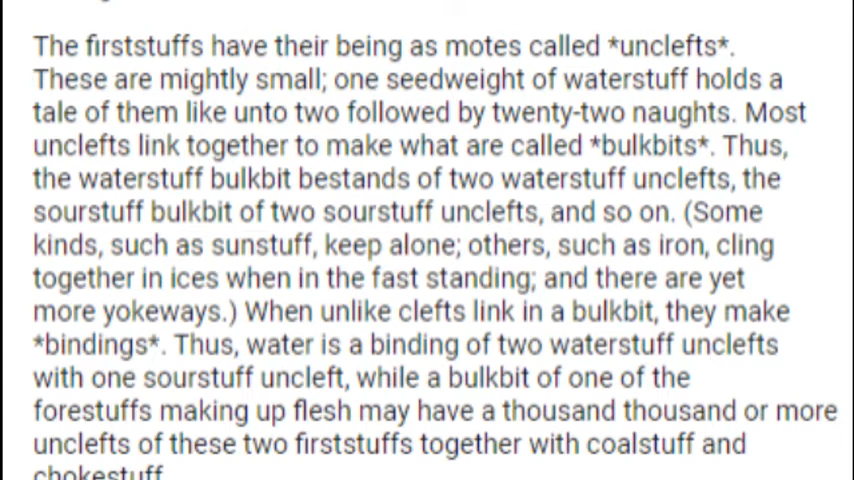 The firststuffs have their being as motes called *unclefts*.
These are mightly small; one seedweight of waterstuff holds a
tale of them like unto two followed by twenty-two naughts. Most
unclefts link together to make what are called *bulkbits*. Thus,
the waterstuff bulkbit bestands of two waterstuff unclefts, the
sourstuff bulkbit of two sourstuff unclefts, and so on. (Some
kinds, such as sunstuff, keep alone; others, such as iron, cling
together in ices when in the fast standing; and there are yet
more yokeways.) When unlike clefts link in a bulkbit, they make
*bindings*. Thus, water is a binding of two waterstuff unclefts
with one sourstuff uncleft, while a bulkbit of one of the
forestuffs making up flesh may have a thousand thousand or more
unclefts of these two firststuffs together with coalstuff and
chokestuff